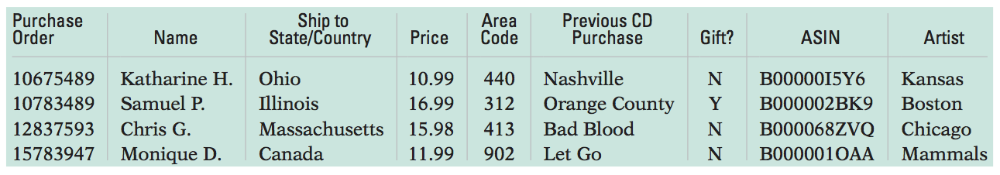 Purchase Order Name Ship to State/Country Price Area Code Previous CD Purchase Gift? ASIN Artist
10675489 Katharine H. Ohio 10.99 440 Nashville N B00000I5Y6 Kansas
10783489 Samuel P. Illinois 16.99 312 Orange County Y B000002BK9 Boston
12837593 Chris G. Massachusetts 15.98 413 Bad Blood N B000068ZVQ Chicago
15783947 Monique D. Canada 11.99 902 Let Go N B000001OAA Mammals